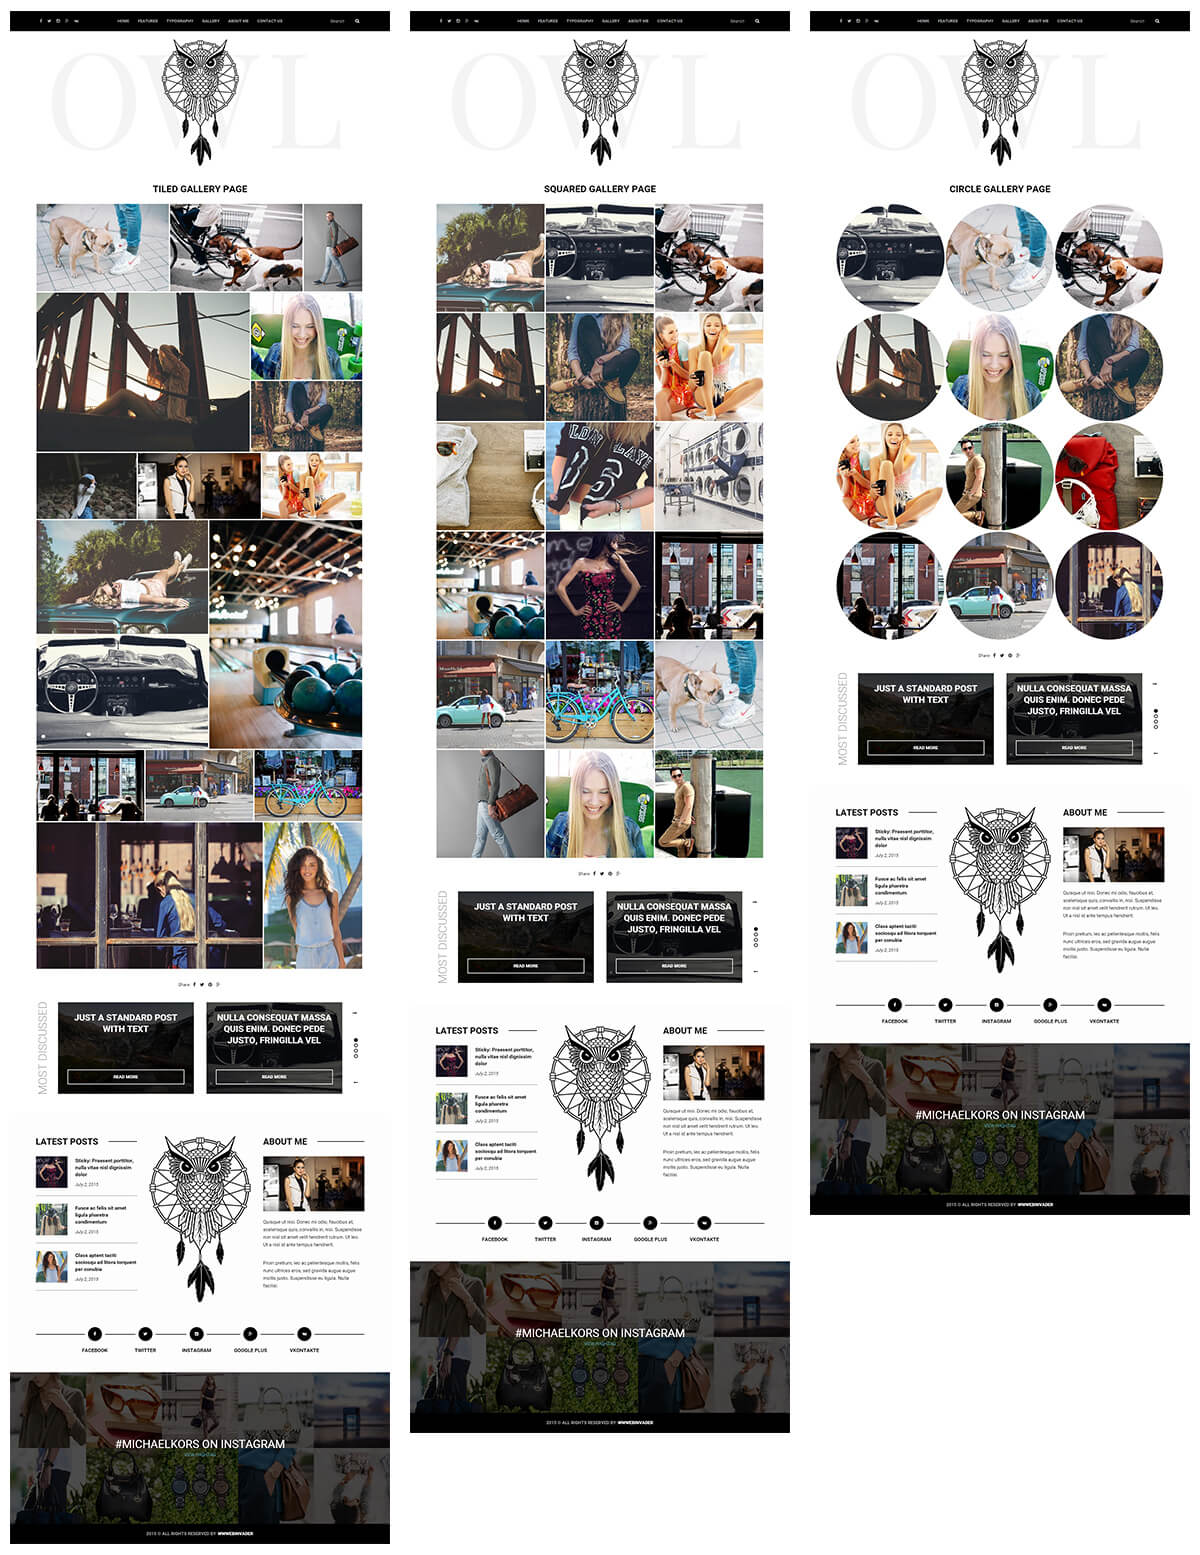 HOME FEATURES TYPOGRAPHY GALLERY ABOUT ME CONTACT US Search
OWL
TILED GALLERY PAGE
Share
MOST DISCUSSED
JUST A STANDARD POST
WITH TEXT
READ MORE
NULLA CONSEQUAT MASSA
QUIS ENIM. DONEC PEDE
JUSTO, FRINGILLA VEL
READ MORE
LATEST POSTS
Sticky: Praesent porttitor,
nulla vitae nisl dignissim
dolor
July 2, 2015
Fusce ac felis sit amet
ligula pharetra
condimentum
July 2, 2015
Class aptent taciti
sociosqu ad litora torquent
per conubia
July 2, 2015
ABOUT ME
Quisque ut nisi. Donec mi odio, faucibus at,
scelerisque quis, convallis in, nisi. Suspendisse
non nisl sit amet velit hendrerit rutrum. Ut leo.
Ut a nisl id ante tempus hendrerit.
Proin pretium, leo ac pellentesque mollis, felis
nunc ultrices eros, sed gravida augue augue
mollis justo. Suspendisse eu ligula. Nulla
facilisi.
FACEBOOK TWITTER INSTAGRAM GOOGLE PLUS VKONTAKTE
#MICHAELKORS ON INSTAGRAM
2015 © ALL RIGHTS RESERVED BY WWWEBINVADER
HOME FEATURES TYPOGRAPHY GALLERY ABOUT ME CONTACT US Search
OWL
SQUARED GALLERY PAGE
Share
MOST DISCUSSED
JUST A STANDARD POST
WITH TEXT
READ MORE
NULLA CONSEQUAT MASSA
QUIS ENIM. DONEC PEDE
JUSTO, FRINGILLA VEL
READ MORE
LATEST POSTS
Sticky: Praesent porttitor,
nulla vitae nisl dignissim
dolor
July 2, 2015
Fusce ac felis sit amet
ligula pharetra
condimentum
July 2, 2015
Class aptent taciti
sociosqu ad litora torquent
per conubia
July 2, 2015
ABOUT ME
Quisque ut nisi. Donec mi odio, faucibus at,
scelerisque quis, convallis in, nisi. Suspendisse
non nisl sit amet velit hendrerit rutrum. Ut leo.
Ut a nisl id ante tempus hendrerit.
Proin pretium, leo ac pellentesque mollis, felis
nunc ultrices eros, sed gravida augue augue
mollis justo. Suspendisse eu ligula. Nulla
facilisi.
FACEBOOK TWITTER INSTAGRAM GOOGLE PLUS VKONTAKTE
#MICHAELKORS ON INSTAGRAM
2015 © ALL RIGHTS RESERVED BY WWWEBINVADER
HOME FEATURES TYPOGRAPHY GALLERY ABOUT ME CONTACT US Search
OWL
CIRCLE GALLERY PAGE
Share
MOST DISCUSSED
JUST A STANDARD POST
WITH TEXT
READ MORE
NULLA CONSEQUAT MASSA
QUIS ENIM. DONEC PEDE
JUSTO, FRINGILLA VEL
READ MORE
LATEST POSTS
Sticky: Praesent porttitor,
nulla vitae nisl dignissim
dolor
July 2, 2015
Fusce ac felis sit amet
ligula pharetra
condimentum
July 2, 2015
Class aptent taciti
sociosqu ad litora torquent
per conubia
July 2, 2015
ABOUT ME
Quisque ut nisi. Donec mi odio, faucibus at,
scelerisque quis, convallis in, nisi. Suspendisse
non nisl sit amet velit hendrerit rutrum. Ut leo.
Ut a nisl id ante tempus hendrerit.
Proin pretium, leo ac pellentesque mollis, felis
nunc ultrices eros, sed gravida augue augue
mollis justo. Suspendisse eu ligula. Nulla
facilisi.
FACEBOOK TWITTER INSTAGRAM GOOGLE PLUS VKONTAKTE
#MICHAELKORS ON INSTAGRAM
2015 © ALL RIGHTS RESERVED BY WWWEBINVADER